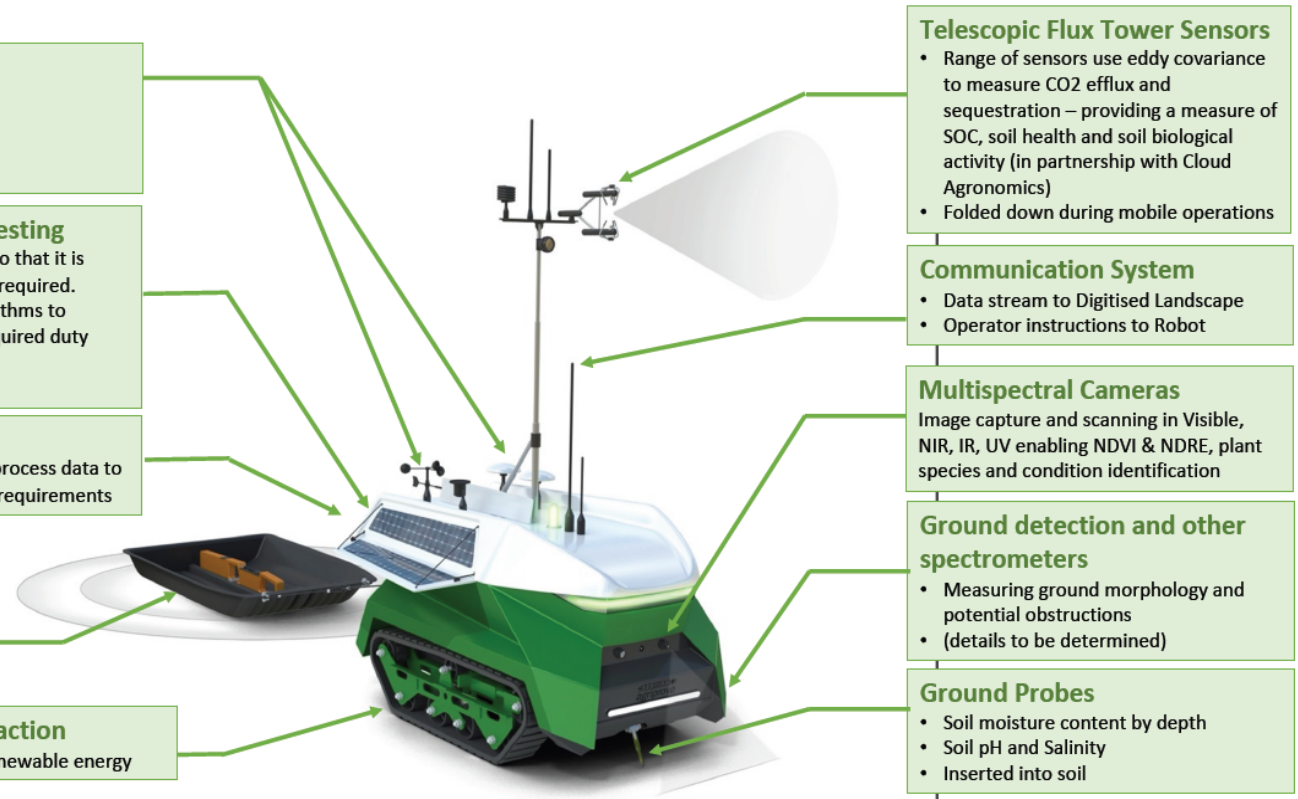 esting
o that it is
required.
thms to
uired duty
process data to
requirements
action
newable energy
Telescopic Flux Tower Sensors
• Range of sensors use eddy covariance
to measure CO2 efflux and
sequestration – providing a measure of
SOC, soil health and soil biological
activity (in partnership with Cloud
Agronomics)
• Folded down during mobile operations
Communication System
• Data stream to Digitised Landscape
• Operator instructions to Robot
Multispectral Cameras
Image capture and scanning in Visible,
NIR, IR, UV enabling NDVI & NDRE, plant
species and condition identification
Ground detection and other
spectrometers
• Measuring ground morphology and
potential obstructions
• (details to be determined)
Ground Probes
• Soil moisture content by depth
• Soil pH and Salinity
• Inserted into soil